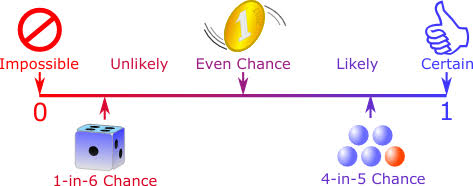 Impossible Unlikely Even Chance Likely Certain
0 1
1-in-6 Chance 4-in-5 Chance
1